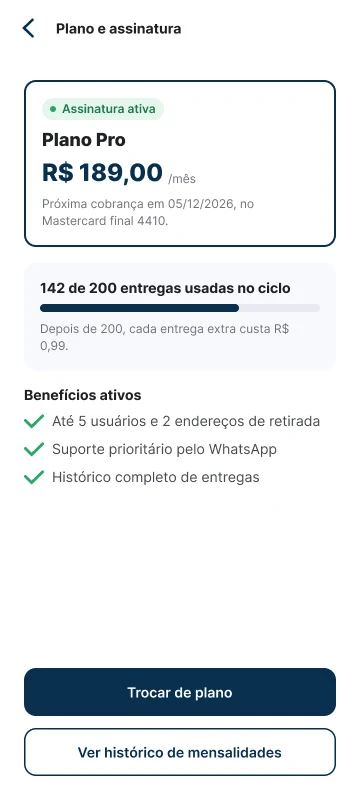 Plano e assinatura
Assinatura ativa
Plano Pro
R$ 189,00 /mês
Próxima cobrança em 05/12/2026, no
Mastercard final 4410.
142 de 200 entregas usadas no ciclo
Depois de 200, cada entrega extra custa R$
0,99.
Benefícios ativos
Até 5 usuários e 2 endereços de retirada
Suporte prioritário pelo WhatsApp
Histórico completo de entregas
Trocar de plano
Ver histórico de mensalidades